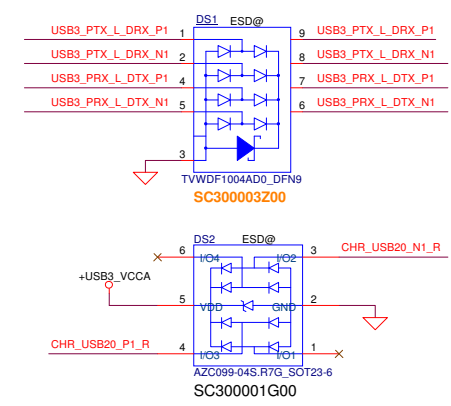 DS1 ESD@
USB3_PTX_L_DRX_P1 1 9 USB3_PTX_L_DRX_P1
USB3_PTX_L_DRX_N1 2 8 USB3_PTX_L_DRX_N1
USB3_PRX_L_DTX_P1 4 7 USB3_PRX_L_DTX_P1
USB3_PRX_L_DTX_N1 5 6 USB3_PRX_L_DTX_N1
3
TVWDF1004AD0_DFN9
SC300003Z00
DS2 ESD@
6 I/O4 I/O2 3 CHR_USB20_N1_R
+USB3_VCCA
5 VDD GND 2
CHR_USB20_P1_R 4 I/O3 I/O1 1
AZC099-04S.R7G_SOT23-6
SC300001G00